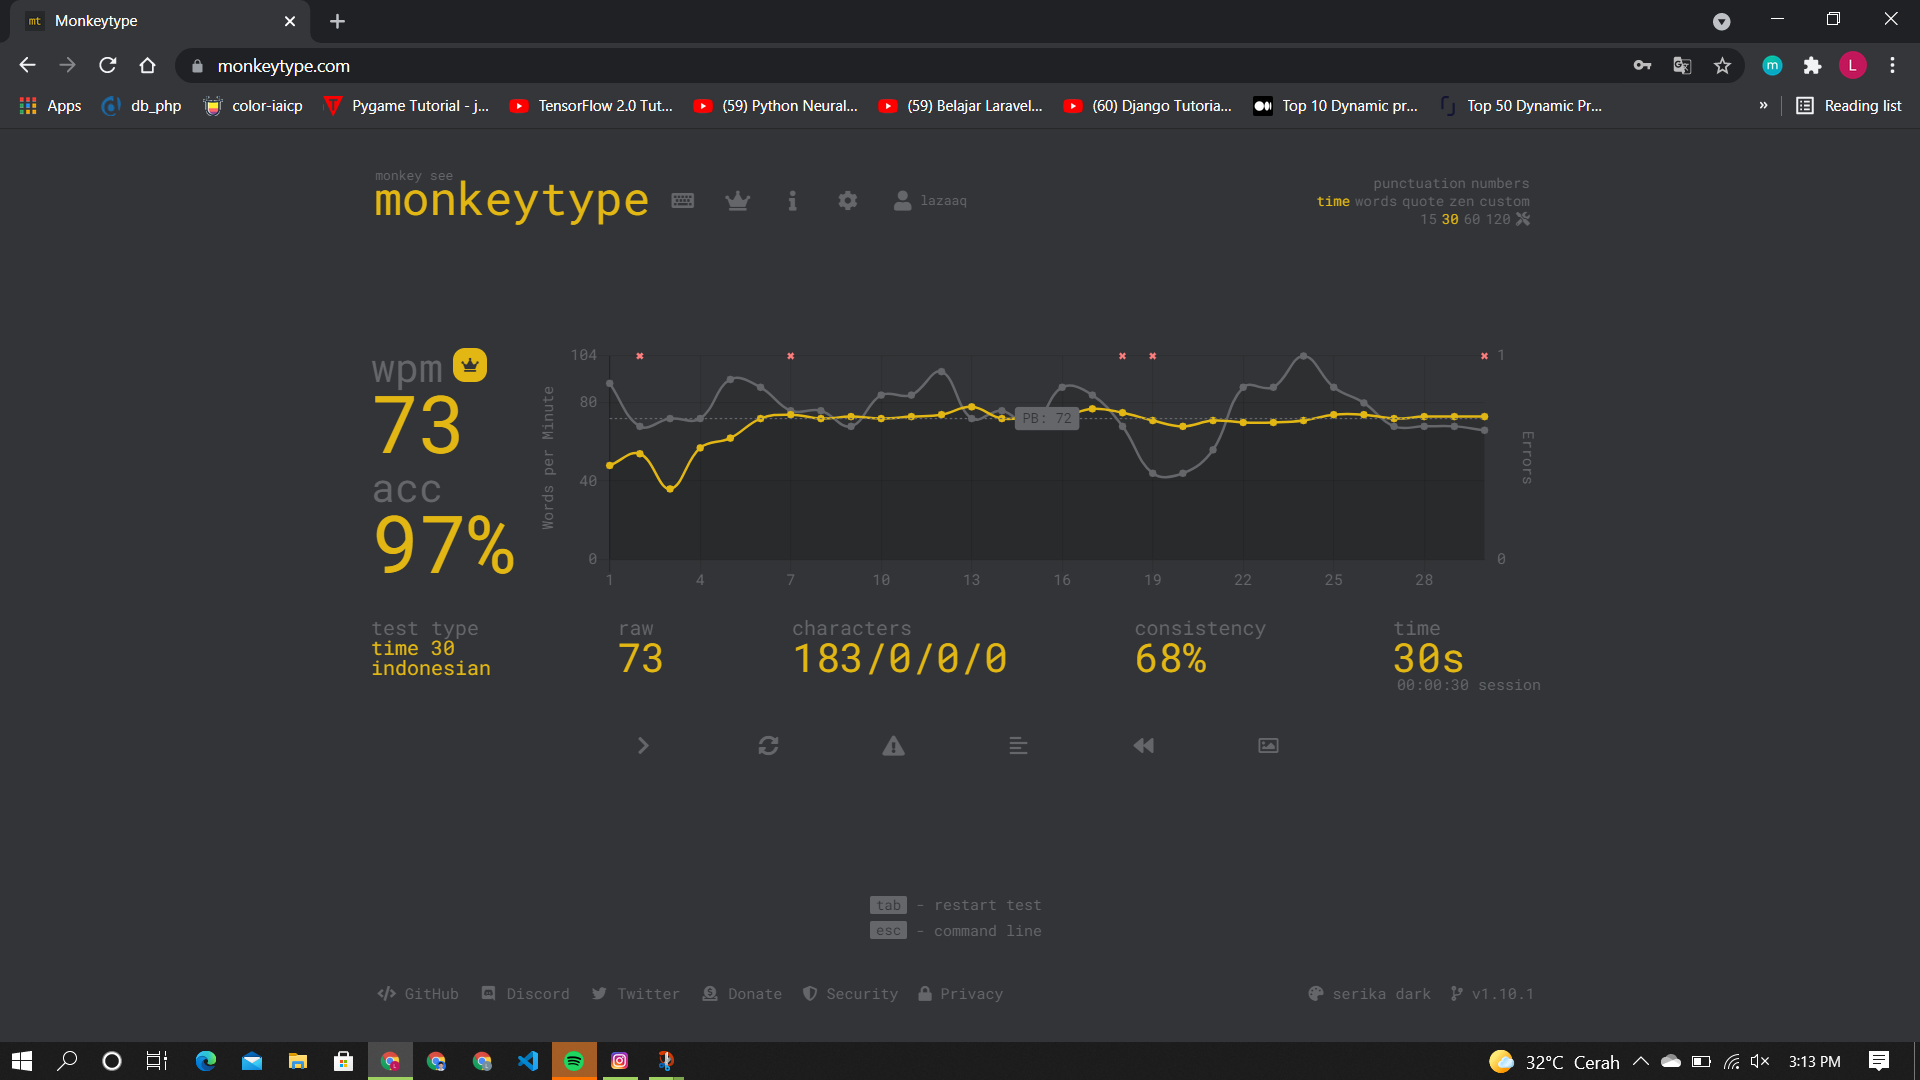 mt Monkeytype
monkeytype.com
L
Apps db_php color-iaicp Pygame Tutorial - j... TensorFlow 2.0 Tut... (59) Python Neural... (59) Belajar Laravel... (60) Django Tutoria... Top 10 Dynamic pr... Top 50 Dynamic Pr... » Reading list
monkey see
monkeytype
lazaaq
punctuation numbers
time words quote zen custom
15 30 60 120
wpm
73
acc
97%
Words per Minute
104
80
40
0
PB: 72
1
0
Errors
1 4 7 10 13 16 19 22 25 28
test type
time 30
indonesian
raw
73
characters
183/0/0/0
consistency
68%
time
30s
00:00:30 session
tab - restart test
esc - command line
GitHub Discord Twitter Donate Security Privacy
serika dark v1.10.1
32°C Cerah 3:13 PM